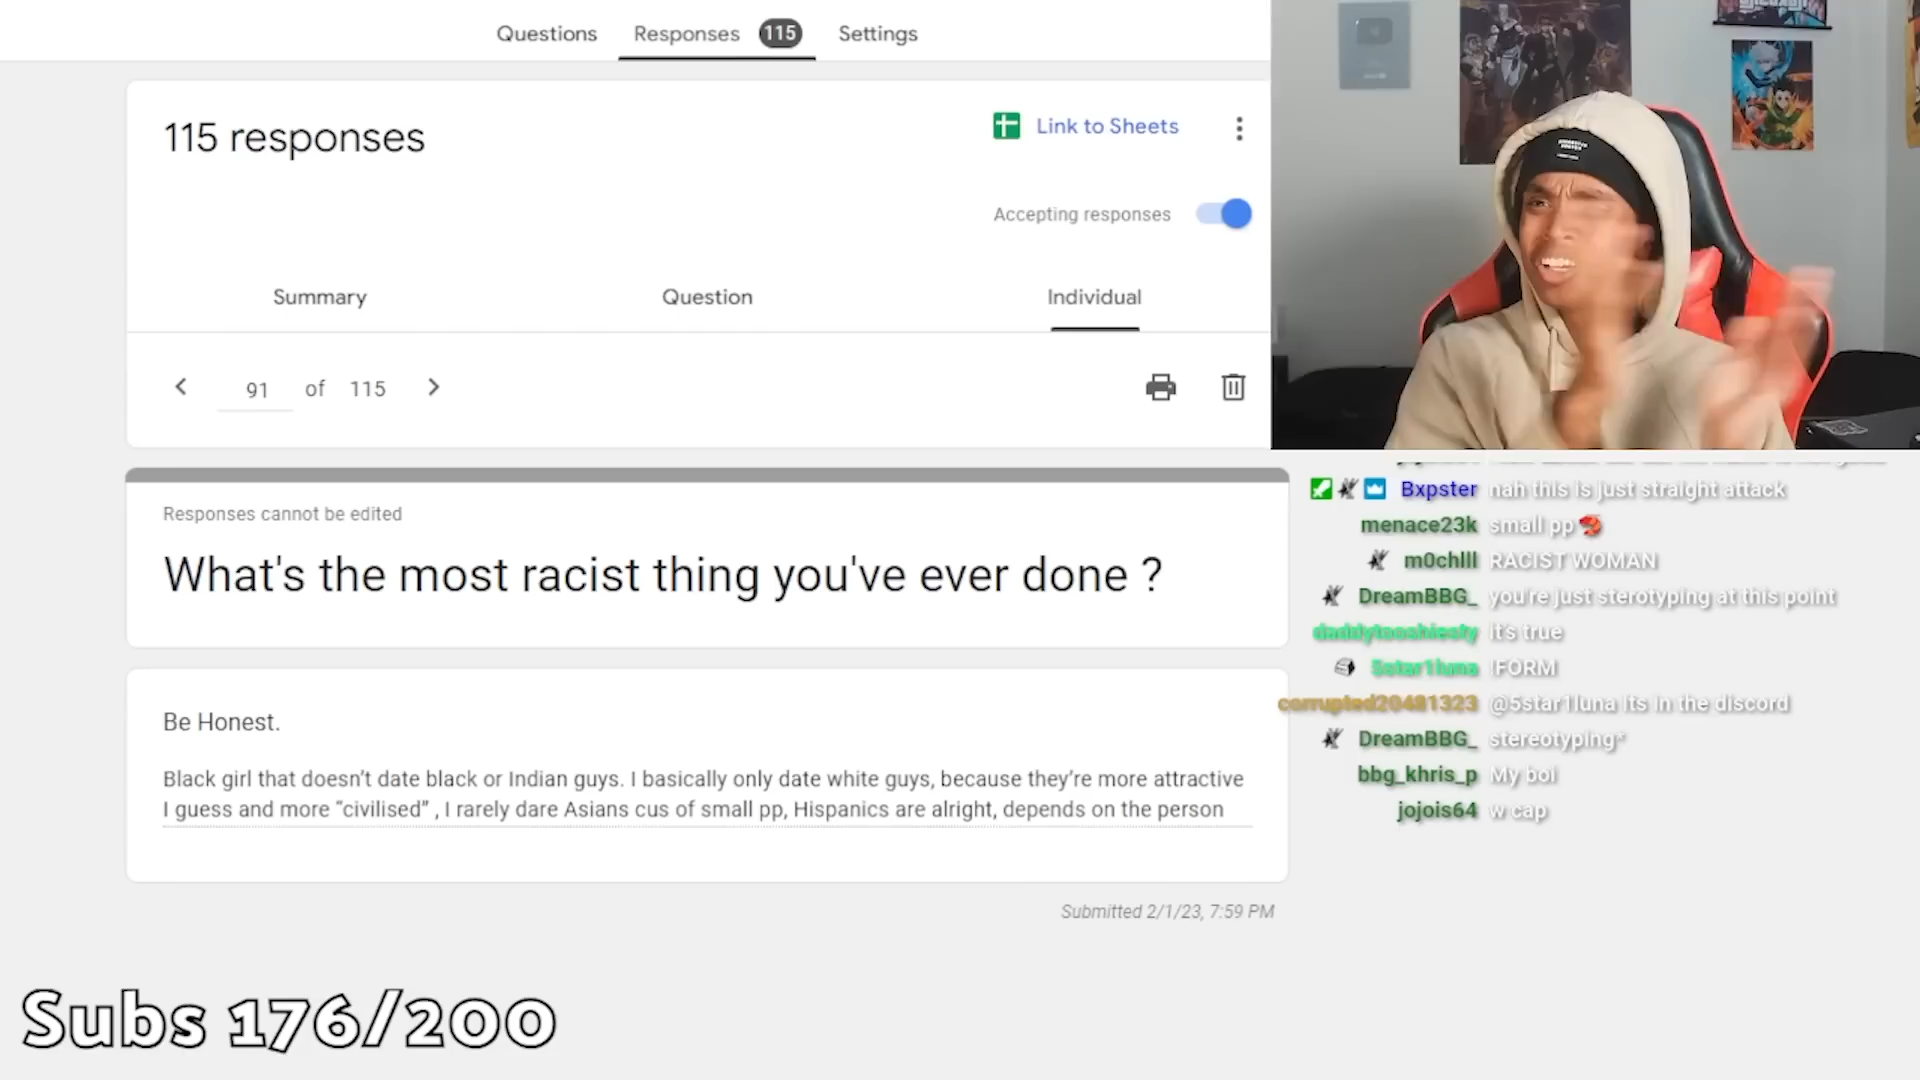 Questions
Responses 115
Settings
115 responses
Link to Sheets
Accepting responses
Summary
Question
Individual
91 of 115
Responses cannot be edited
What's the most racist thing you've ever done ?
Be Honest.
Black girl that doesn't date black or Indian guys. I basically only date white guys, because they're more attractive
I guess and more “civilised” , I rarely dare Asians cus of small pp, Hispanics are alright, depends on the person
Submitted 2/1/23, 7:59 PM
Bxpster nah this is just straight attack
menace23k small pp
m0chlll RACIST WOMAN
DreamBBG_ you're just sterotyping at this point
daddytooshiesty it's true
5star1luna !FORM
corrupted20481323 @5star1luna its in the discord
DreamBBG_ stereotyping*
bbg_khris_p My boi
jojois64 w cap
Subs 176/200